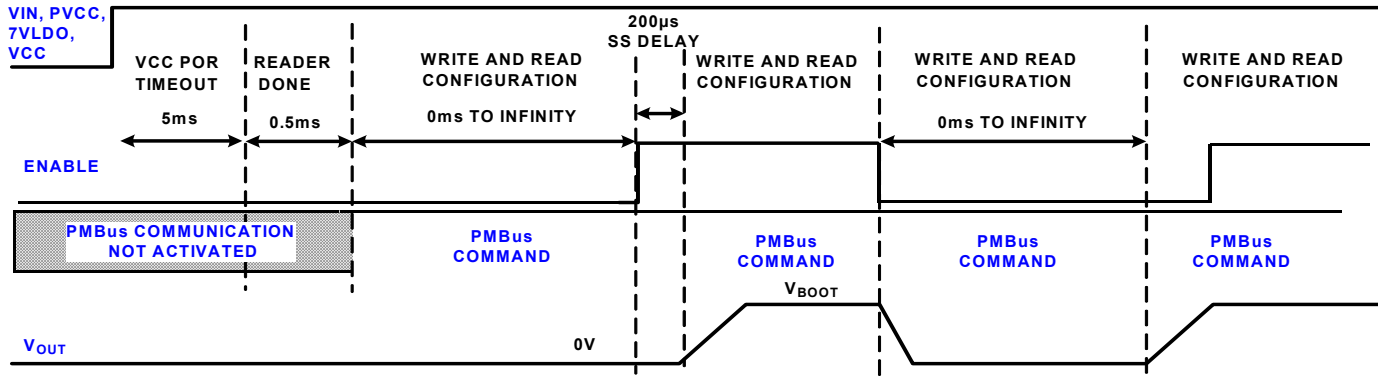 VIN, PVCC,
7VLDO,
VCC
VCC POR
TIMEOUT
5ms
READER
DONE
0.5ms
WRITE AND READ
CONFIGURATION
0ms TO INFINITY
200µs
SS DELAY
WRITE AND READ
CONFIGURATION
WRITE AND READ
CONFIGURATION
0ms TO INFINITY
WRITE AND READ
CONFIGURATION
ENABLE
PMBus COMMUNICATION
NOT ACTIVATED
PMBus
COMMAND
PMBus
COMMAND
PMBus
COMMAND
PMBus
COMMAND
VBOOT
VOUT
0V